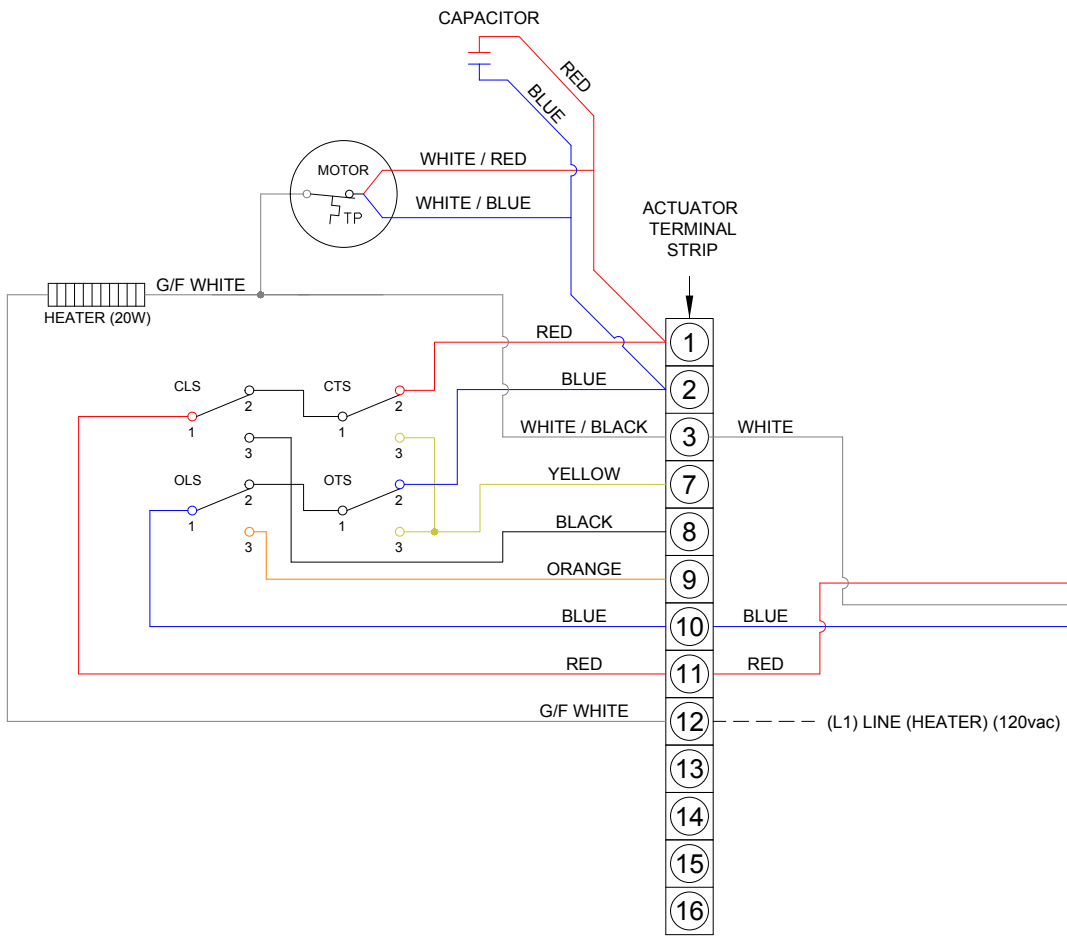 CAPACITOR
RED
BLUE
WHITE / RED
MOTOR
TP
WHITE / BLUE
ACTUATOR
TERMINAL
STRIP
G/F WHITE
HEATER (20W)
RED
1
CLS
2
1
3
CTS
2
1
3
BLUE
2
WHITE / BLACK
3
WHITE
OLS
2
1
3
OTS
2
1
3
YELLOW
7
BLACK
8
ORANGE
9
BLUE
10
BLUE
RED
11
RED
G/F WHITE
12
(L1) LINE (HEATER) (120vac)
13
14
15
16